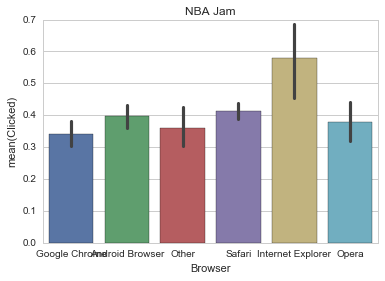 NBA Jam
0.7
0.6
0.5
0.4
0.3
0.2
0.1
0.0
mean(Clicked)
Google Chrome Android Browser Other Safari Internet Explorer Opera
Browser